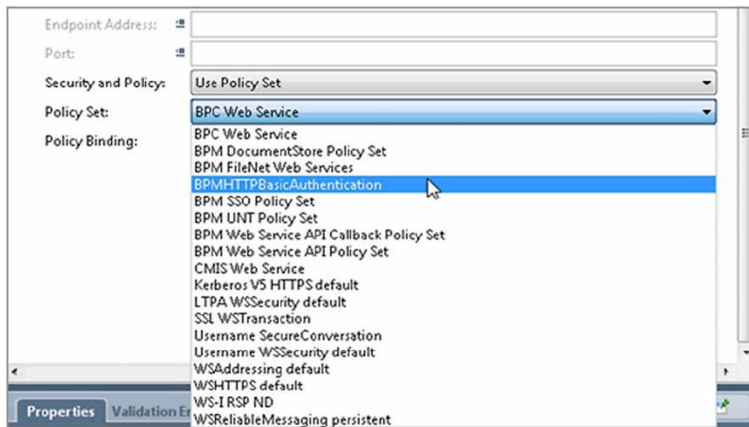 Endpoint Address:
Port:
Security and Policy: Use Policy Set
Policy Set: BPC Web Service
Policy Binding:
BPC Web Service
BPM DocumentStore Policy Set
BPM FileNet Web Services
BPMHTTPBasicAuthentication
BPM SSO Policy Set
BPM UNT Policy Set
BPM Web Service API Callback Policy Set
BPM Web Service API Policy Set
CMIS Web Service
Kerberos V5 HTTPS default
LTPA WSSecurity default
SSL WSTransaction
Username SecureConversation
Username WSSecurity default
WSAddressing default
WSHTTPS default
WS-I RSP ND
WSReliableMessaging persistent
Properties Validation Er